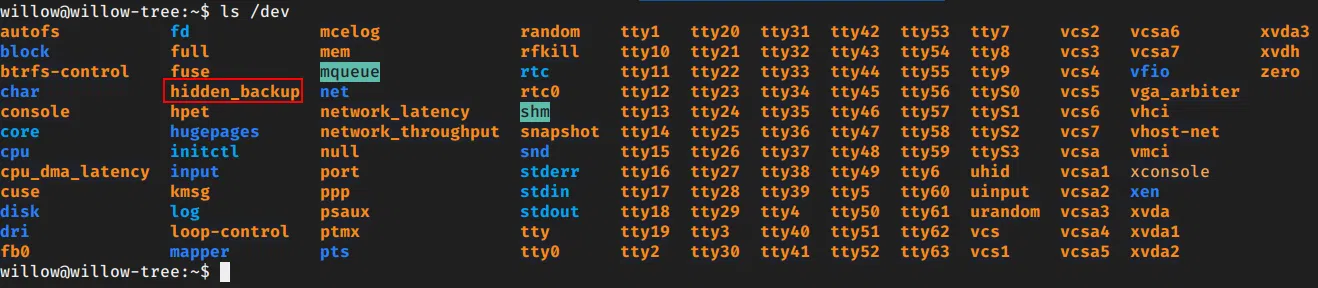 willow@willow-tree:~$ ls /dev
autofs fd mcelog random tty1 tty20 tty31 tty42 tty53 tty7 vcs2 vcsa6 xvda3
block full mem rfkill tty10 tty21 tty32 tty43 tty54 tty8 vcs3 vcsa7 xvdh
btrfs-control fuse mqueue rtc tty11 tty22 tty33 tty44 tty55 tty9 vcs4 vfio zero
char hidden_backup net rtc0 tty12 tty23 tty34 tty45 tty56 ttyS0 vcs5 vga_arbiter
console hpet network_latency shm tty13 tty24 tty35 tty46 tty57 ttyS1 vcs6 vhci
core hugepages network_throughput snapshot tty14 tty25 tty36 tty47 tty58 ttyS2 vcs7 vhost-net
cpu initctl null snd tty15 tty26 tty37 tty48 tty59 ttyS3 vcsa vmci
cpu_dma_latency input port stderr tty16 tty27 tty38 tty49 tty6 uhid vcsa1 xconsole
cuse kmsg ppp stdin tty17 tty28 tty39 tty5 tty60 uinput vcsa2 xen
disk log psaux stdout tty18 tty29 tty4 tty50 tty61 urandom vcsa3 xvda
dri loop-control ptmx tty tty19 tty3 tty40 tty51 tty62 vcs vcsa4 xvda1
fb0 mapper pts tty0 tty2 tty30 tty41 tty52 tty63 vcs1 vcsa5 xvda2
willow@willow-tree:~$